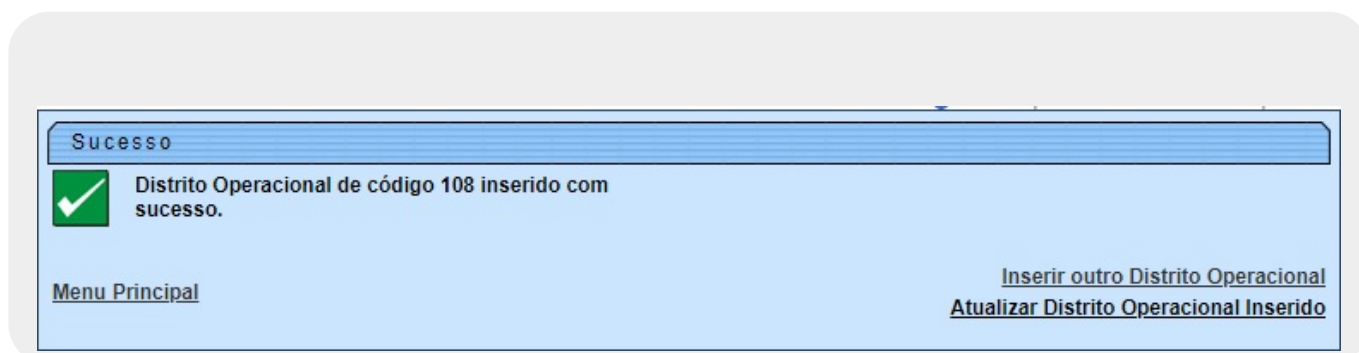 Sucesso
Distrito Operacional de código 108 inserido com
sucesso.
Inserir outro Distrito Operacional
Menu Principal
Atualizar Distrito Operacional Inserido